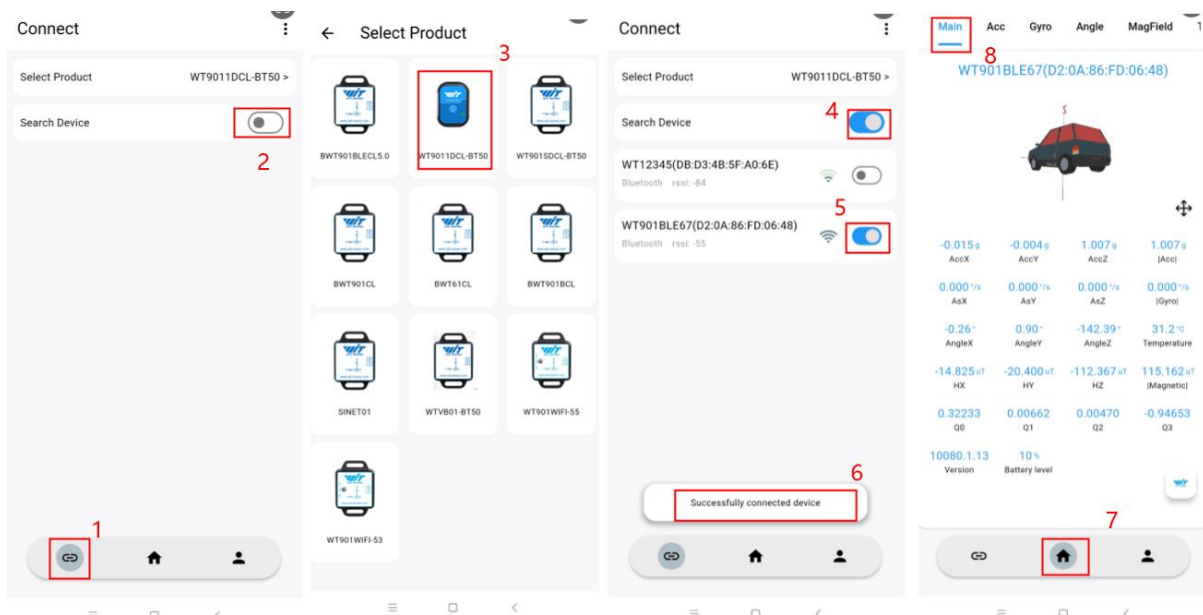 Connect
Select Product
WT9011DCL-BT50 >
Search Device
2
1
Select Product
3
BWT901BLECL5.0
WT9011DCL-BT50
WT901SDCL-BT50
BWT901CL
BWT61CL
BWT901BCL
SINET01
WTVB01-BT50
WT901WIFI-55
WT901WIFI-53
Connect
Select Product
WT9011DCL-BT50 >
4
Search Device
WT12345(DB:D3:4B:5F:A0:6E)
Bluetooth rssi: -84
5
WT901BLE67(D2:0A:86:FD:06:48)
Bluetooth rssi: -55
6
Successfully connected device
Main Acc Gyro Angle MagField 1
8
WT901BLE67(D2:0A:86:FD:06:48)
-0.015 g -0.004 g 1.007 g 1.007 g
AccX AccY AccZ |Acc|
0.000 °/s 0.000 °/s 0.000 °/s 0.000 °/s
AsX AsY AsZ |Gyro|
-0.26 ° 0.90 ° -142.39 ° 31.2 °C
AngleX AngleY AngleZ Temperature
-14.825 uT -20.400 uT -112.367 uT 115.162 uT
HX HY HZ |Magnetic|
0.32233 0.00662 0.00470 -0.94653
Q0 Q1 Q2 Q3
10080.1.13 10 %
Version Battery level
7